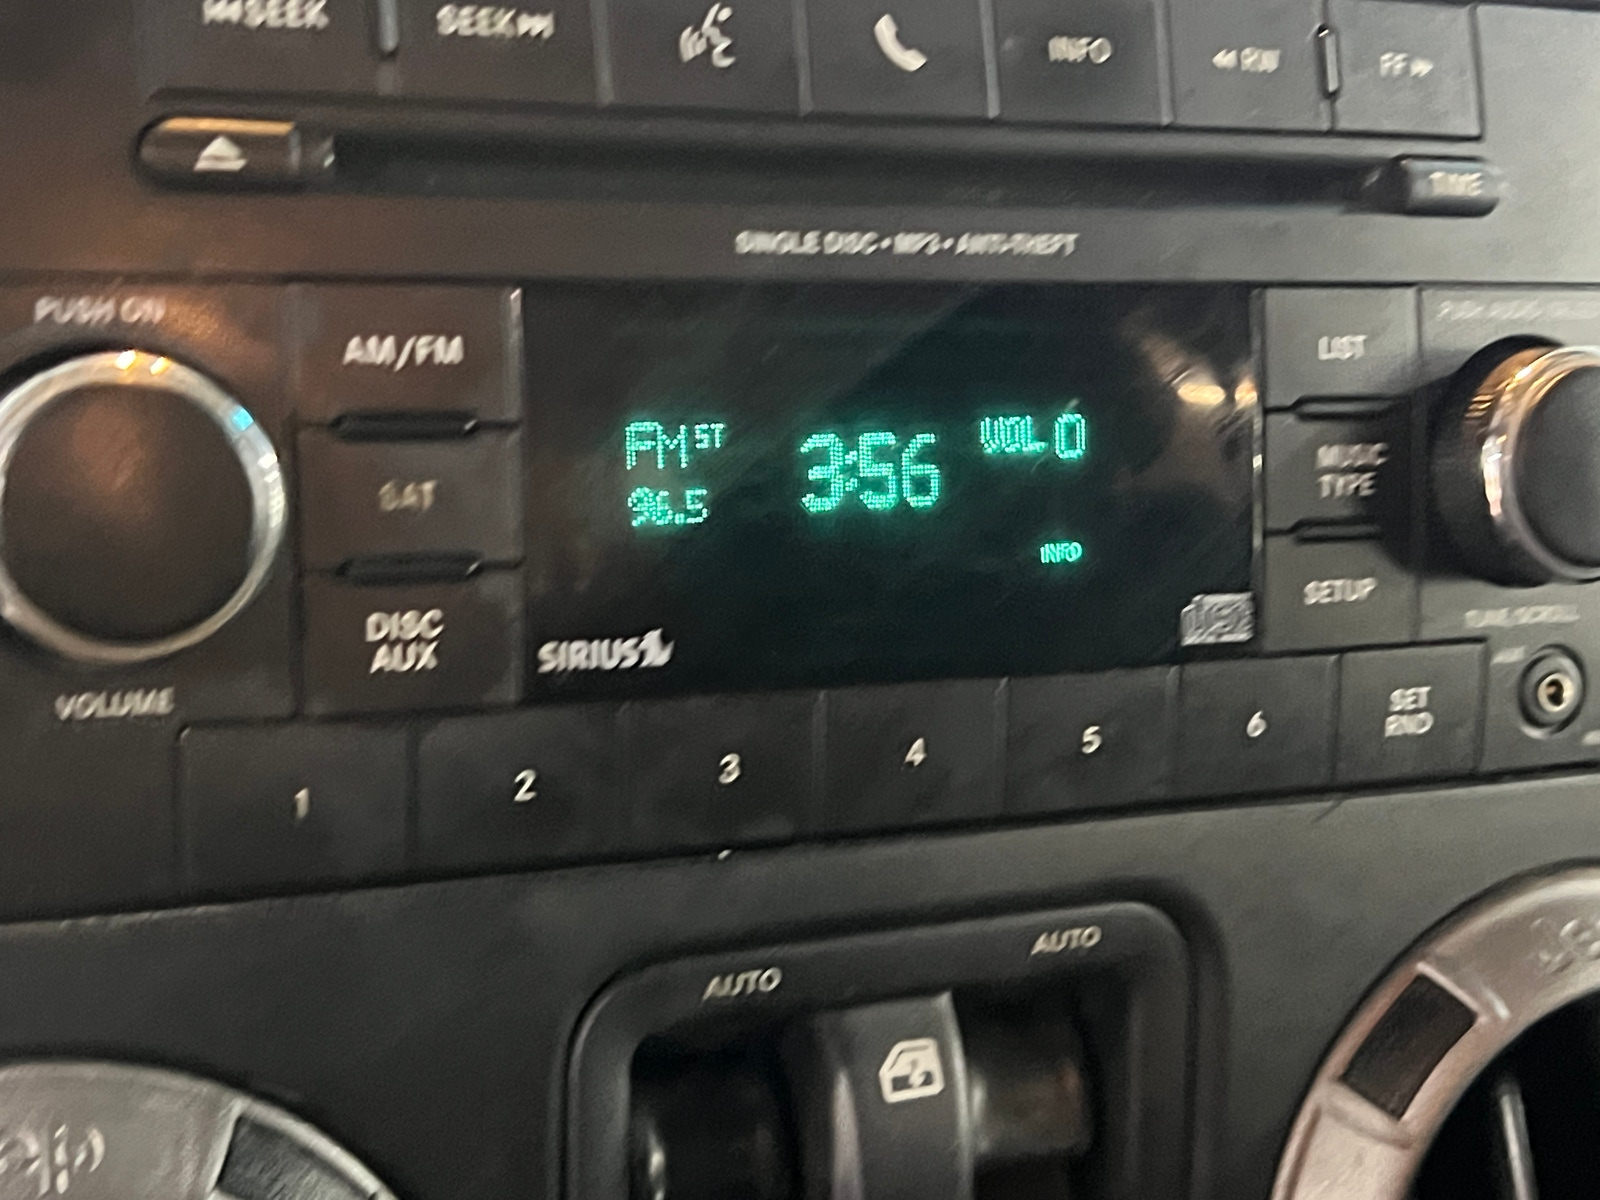 SEEK
SEEK
INFO
RW
FF
TIME
SINGLE DISC • MP3 • ANTI-THEFT
PUSH ON
AM/FM
LIST
FM ST
3:56
VOL 0
96.5
SAT
MUSIC
TYPE
INFO
SETUP
DISC
AUX
SIRIUS
TUNE/SCROLL
VOLUME
SET
RND
1
2
3
4
5
6
AUTO
AUTO